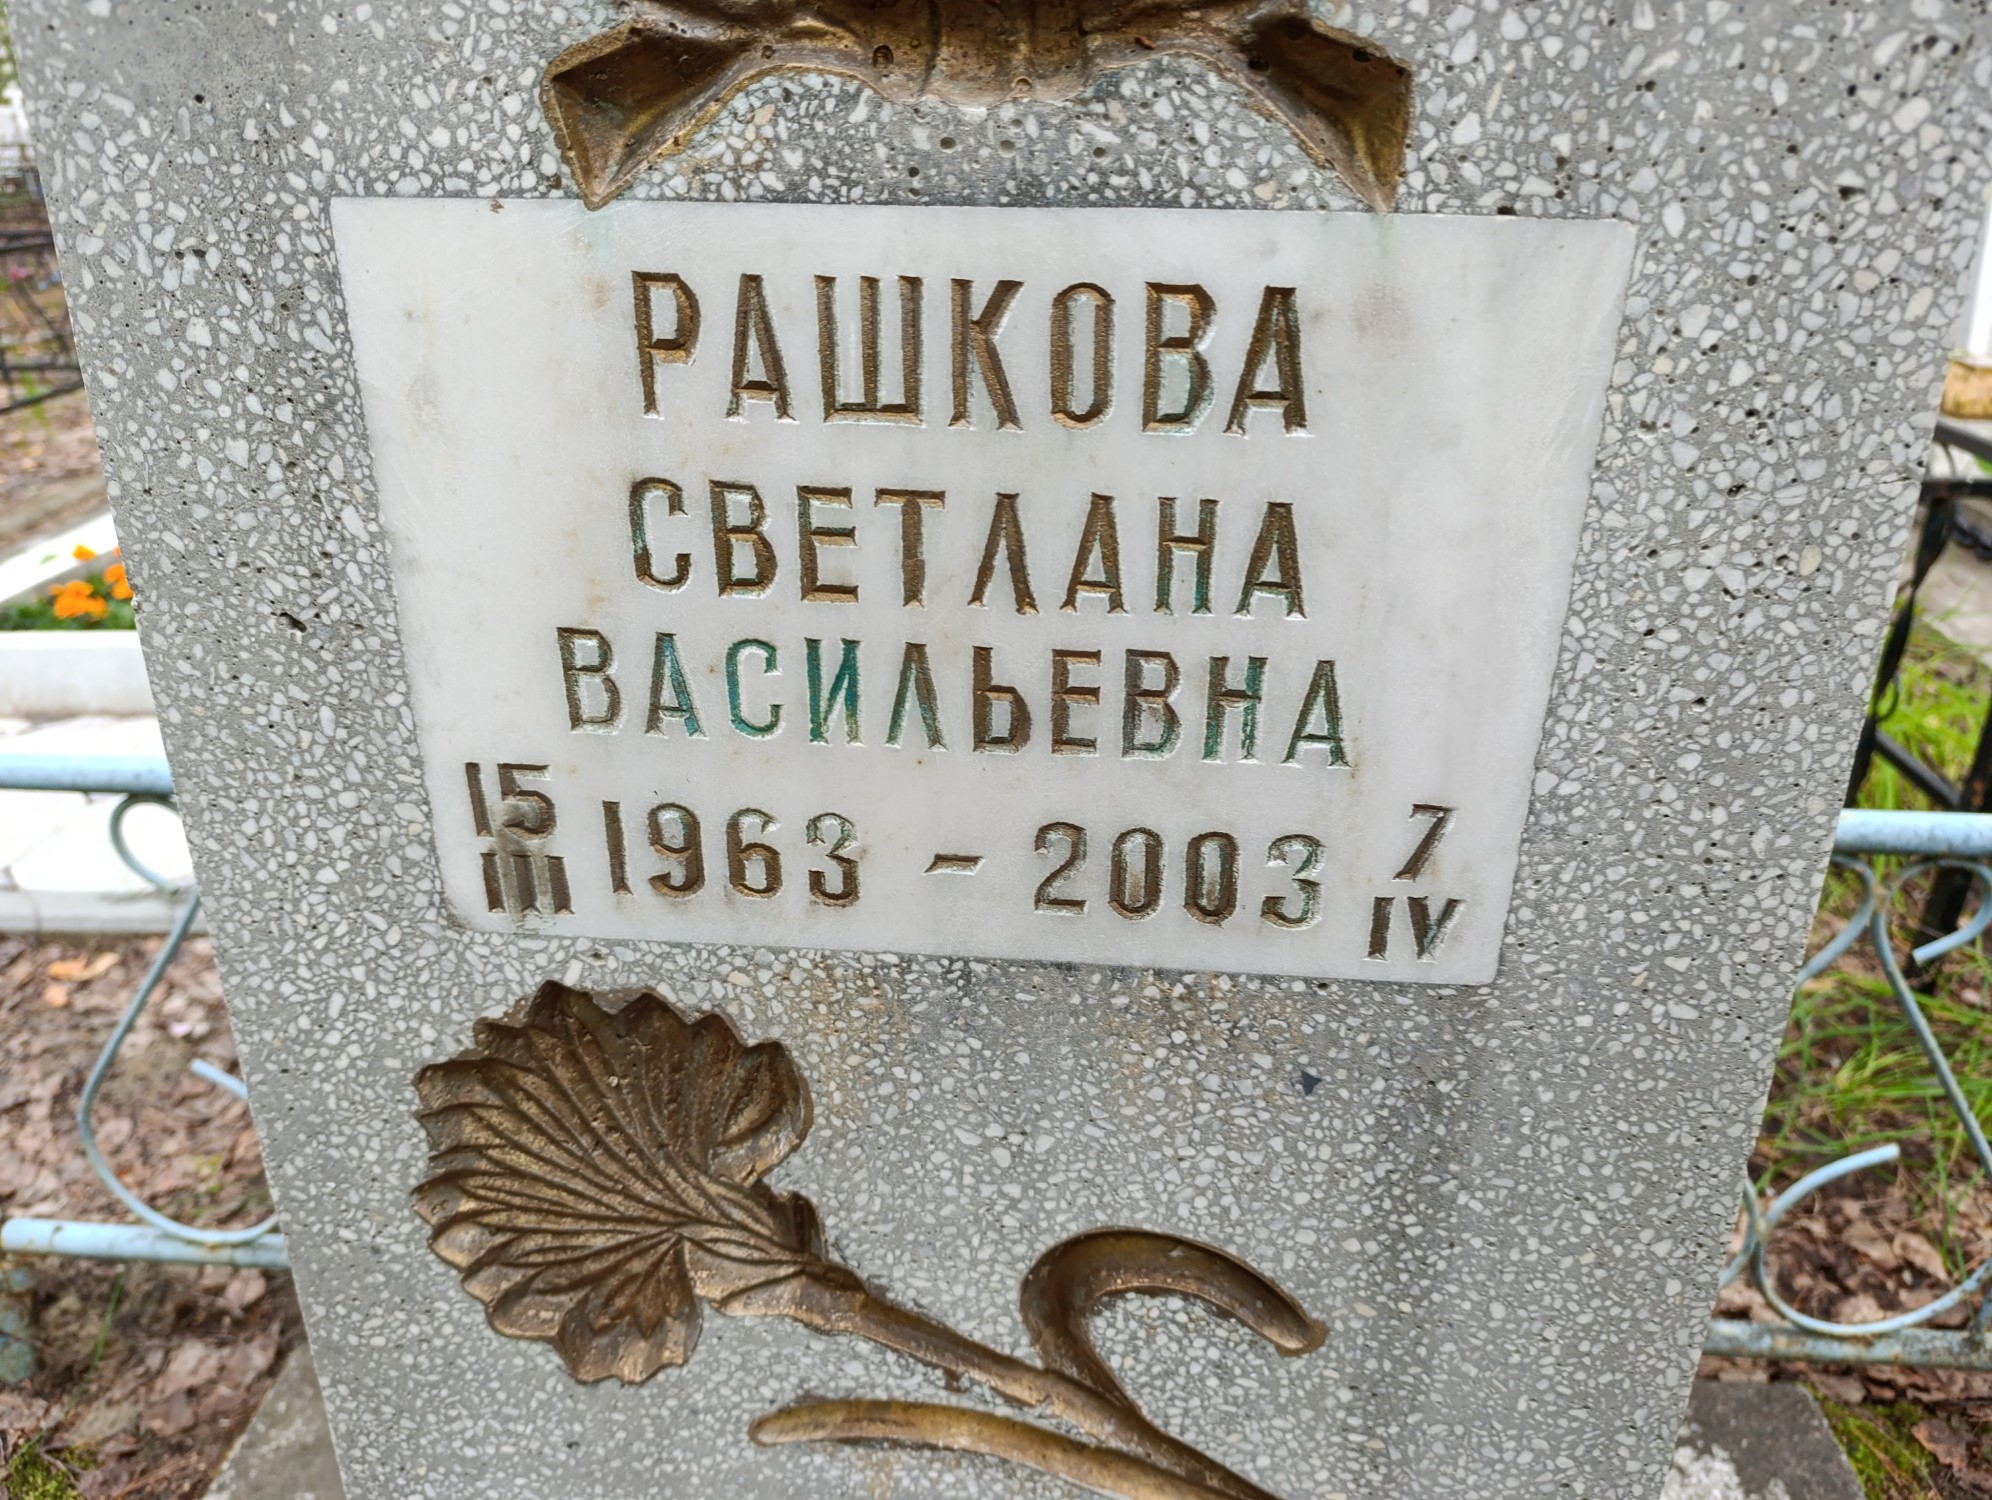 РАШКОВА
СВЕТЛАНА
ВАСИЛЬЕВНА
15 III 1963 - 2003 7 IV